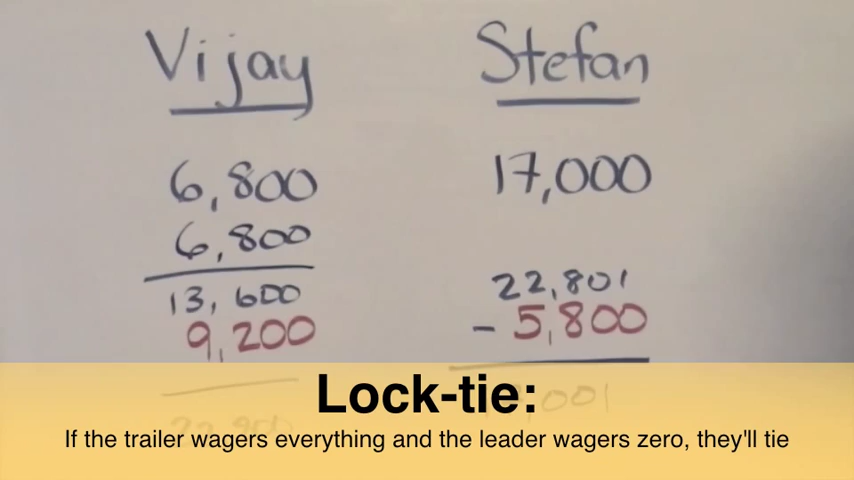 Vijay
Stefan
6,800
17,000
6,800
13,600
22,801
9,200
- 5,800
Lock-tie:
If the trailer wagers everything and the leader wagers zero, they'll tie